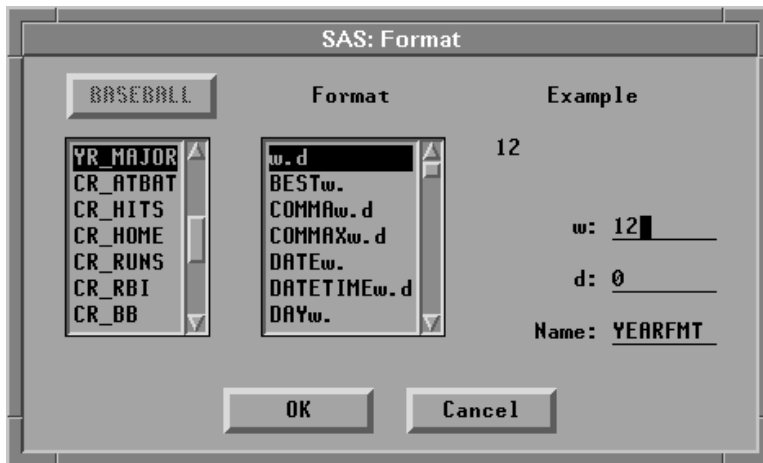 SAS: Format
BASEBALL
Format
Example
YR_MAJOR
CR_ATBAT
CR_HITS
CR_HOME
CR_RUNS
CR_RBI
CR_BB
w.d
BESTw.
COMMAw.d
COMMAXw.d
DATEw.
DATETIMEw.d
DAYw.
12
w: 12
d: 0
Name: YEARFMT
OK
Cancel